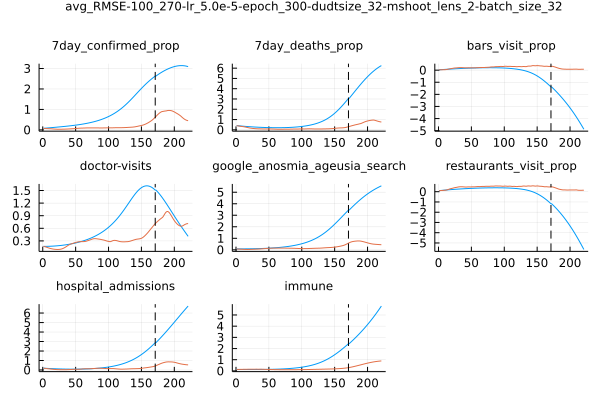 avg_RMSE-100_270-lr_5.0e-5-epoch_300-dudtsize_32-mshoot_lens_2-batch_size_32
7day_confirmed_prop 7day_deaths_prop bars_visit_prop
3 6 0
5 -1
2 4 -2
3 -3
1 2 -4
1
0 0 -5
0 50 100 150 200 0 50 100 150 200 0 50 100 150 200
doctor-visits google_anosmia_ageusia_search restaurants_visit_prop
1.5 5 0
1.2 4 -1
0.9 3 -2
0.6 2 -3
0.3 1 -4
0 -5
0 50 100 150 200 0 50 100 150 200 0 50 100 150 200
hospital_admissions immune
6 5
5 4
4 3
3 2
2 1
1 0
0
0 50 100 150 200 0 50 100 150 200